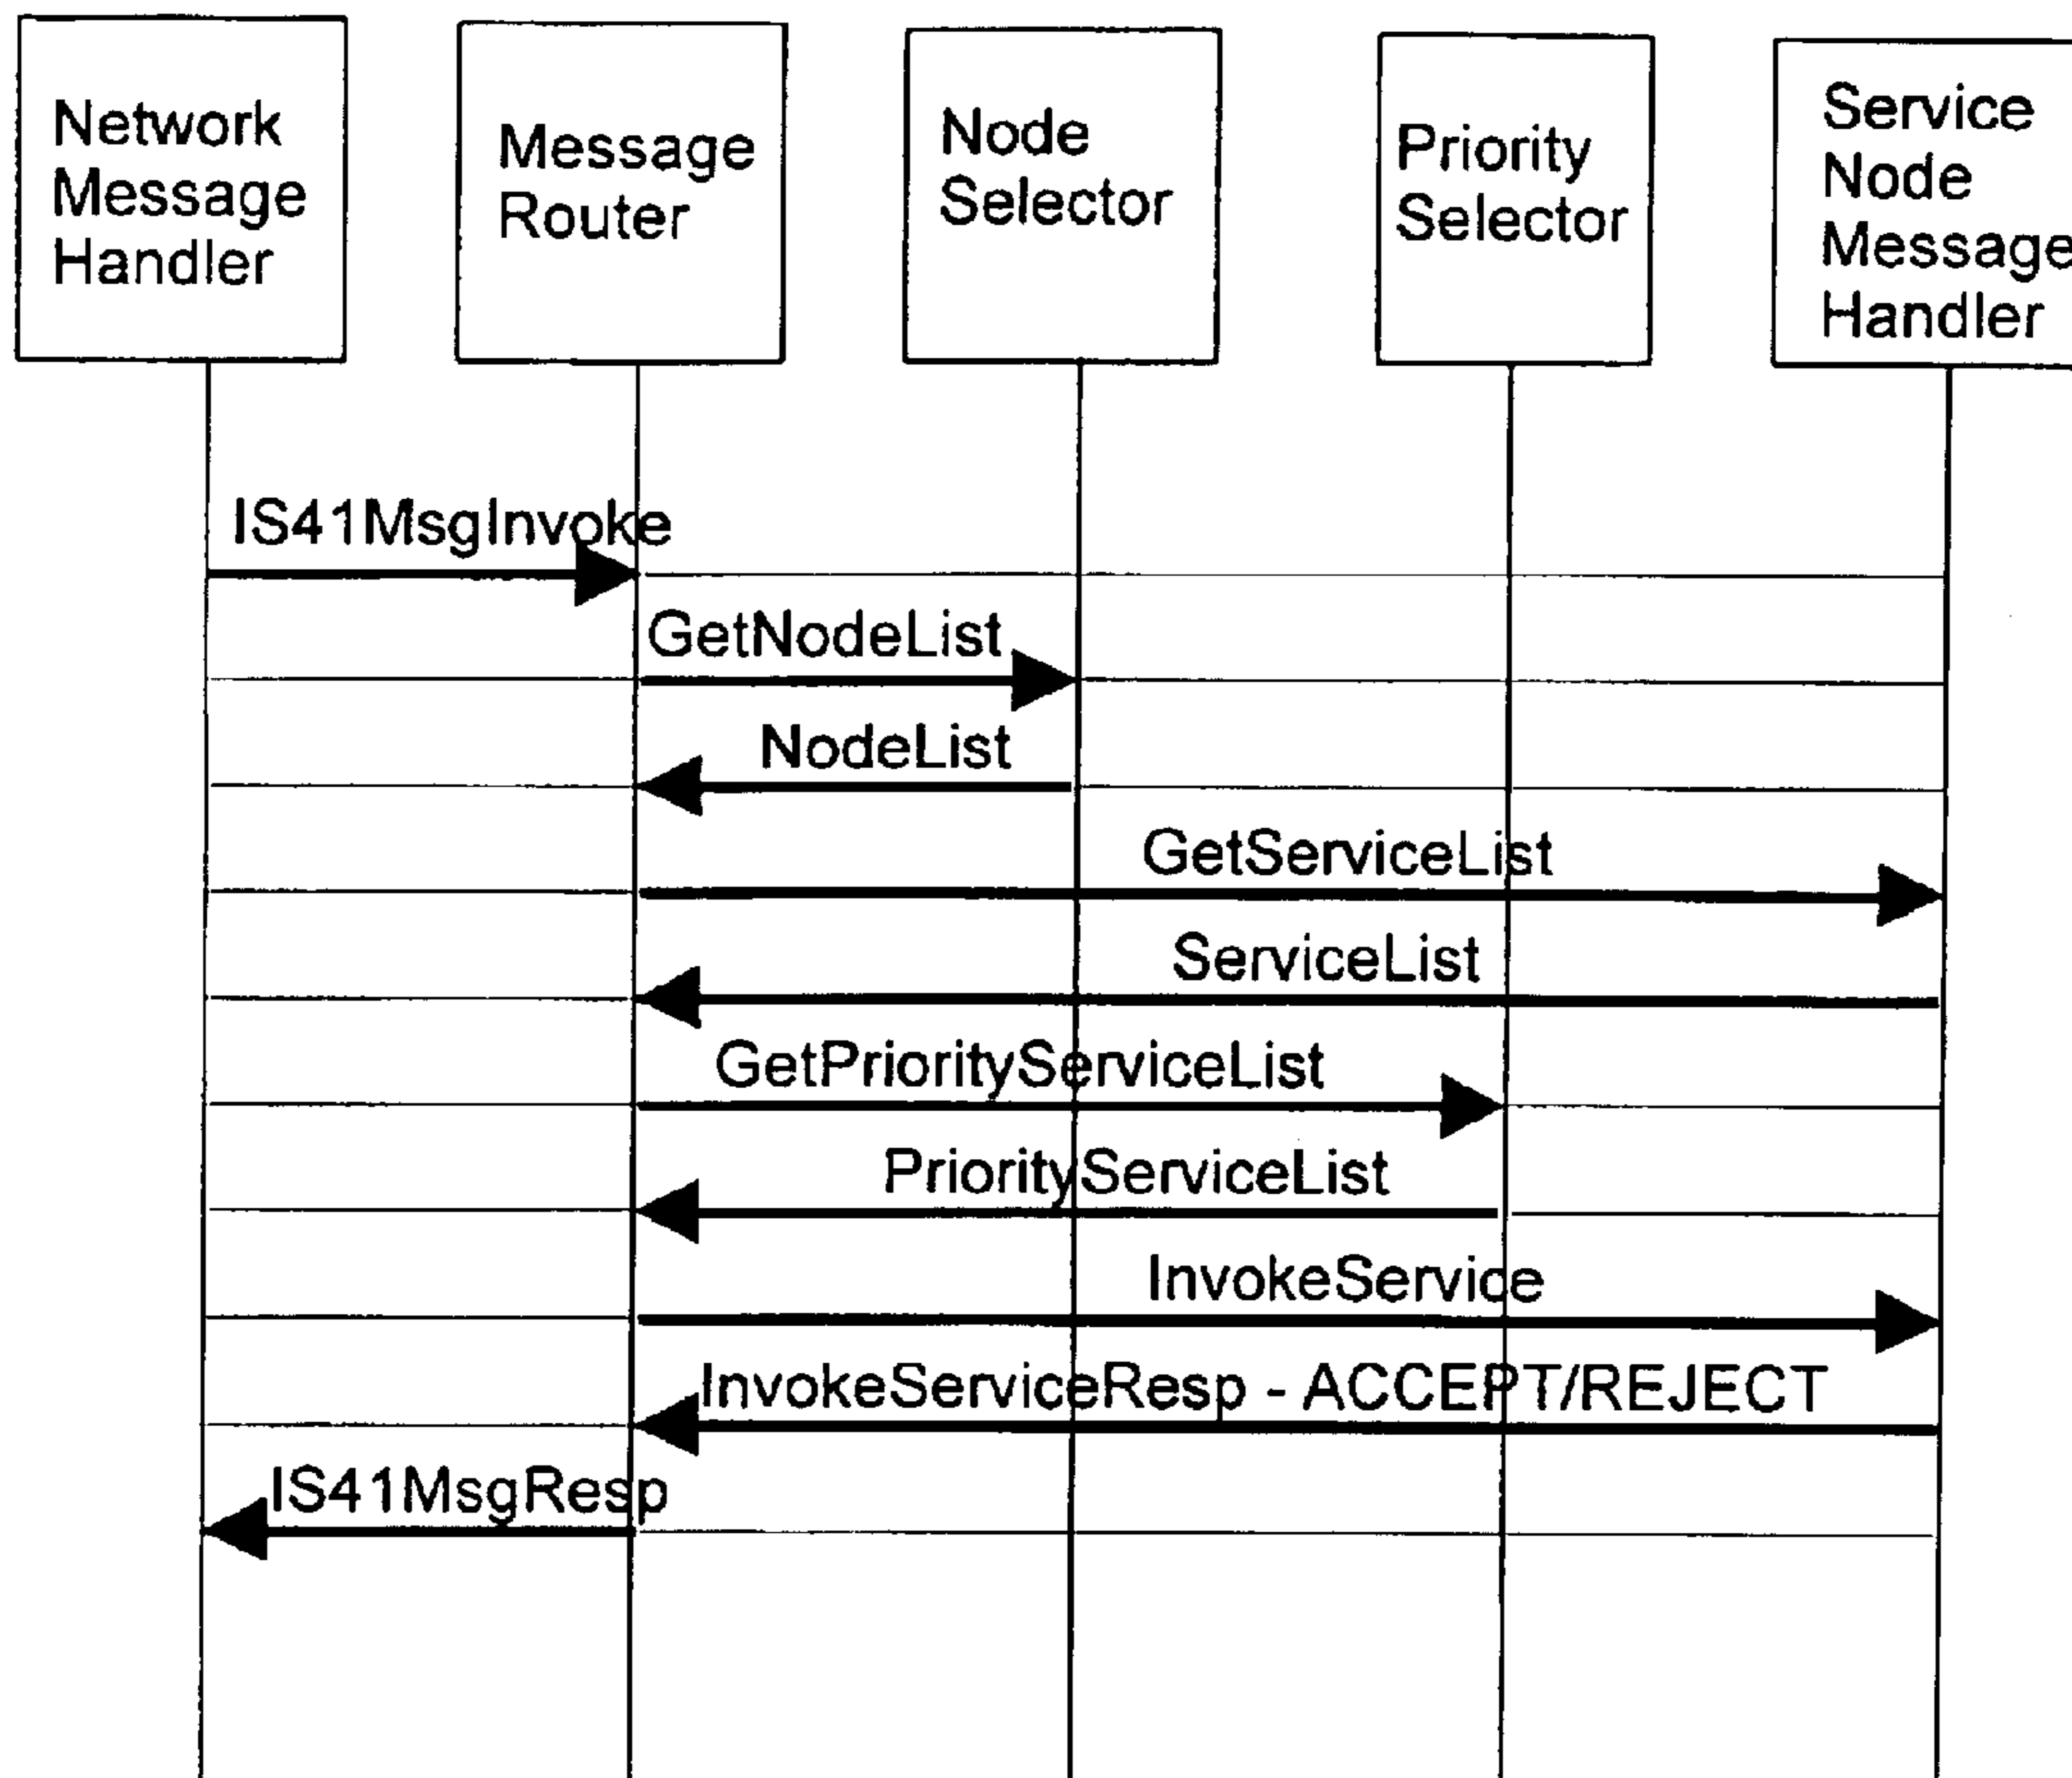 Network
Message
Handler
Message
Router
Node
Selector
Priority
Selector
Service
Node
Message
Handler
IS41MsgInvoke
GetNodeList
NodeList
GetServiceList
ServiceList
GetPriorityServiceList
PriorityServiceList
InvokeService
InvokeServiceResp - ACCEPT/REJECT
IS41MsgResp